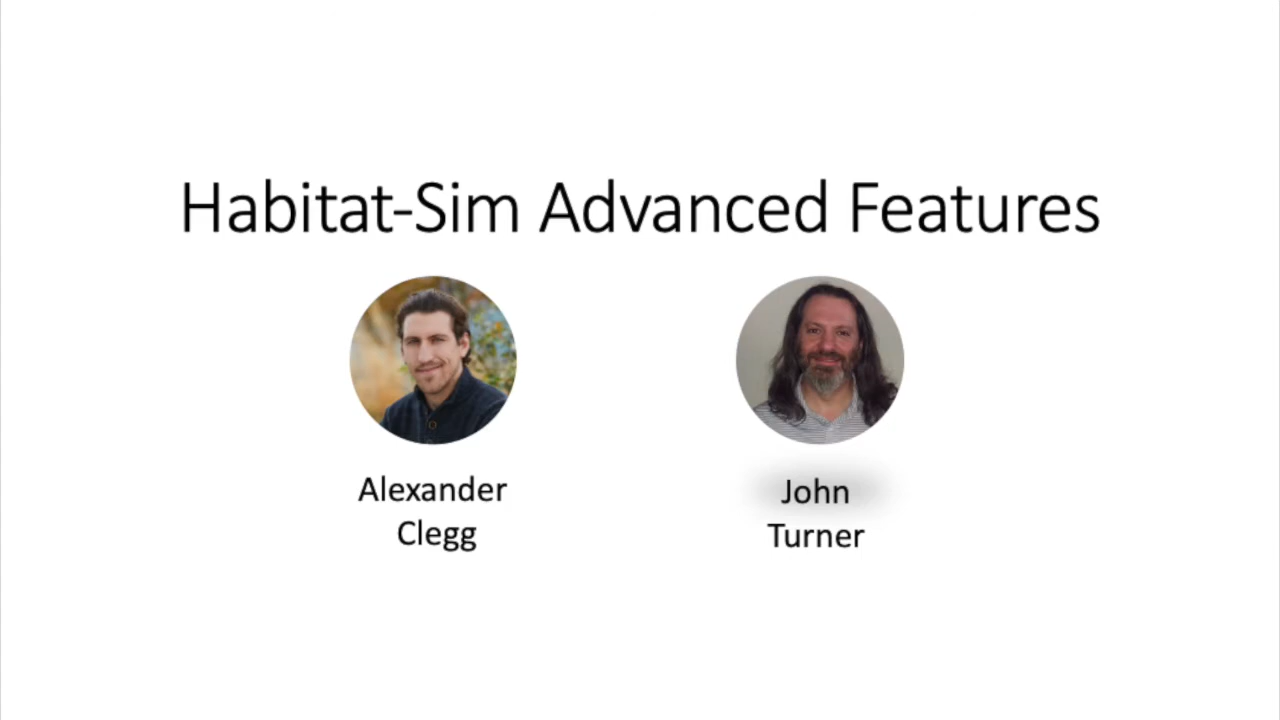 Habitat-Sim Advanced Features
Alexander
Clegg
John
Turner